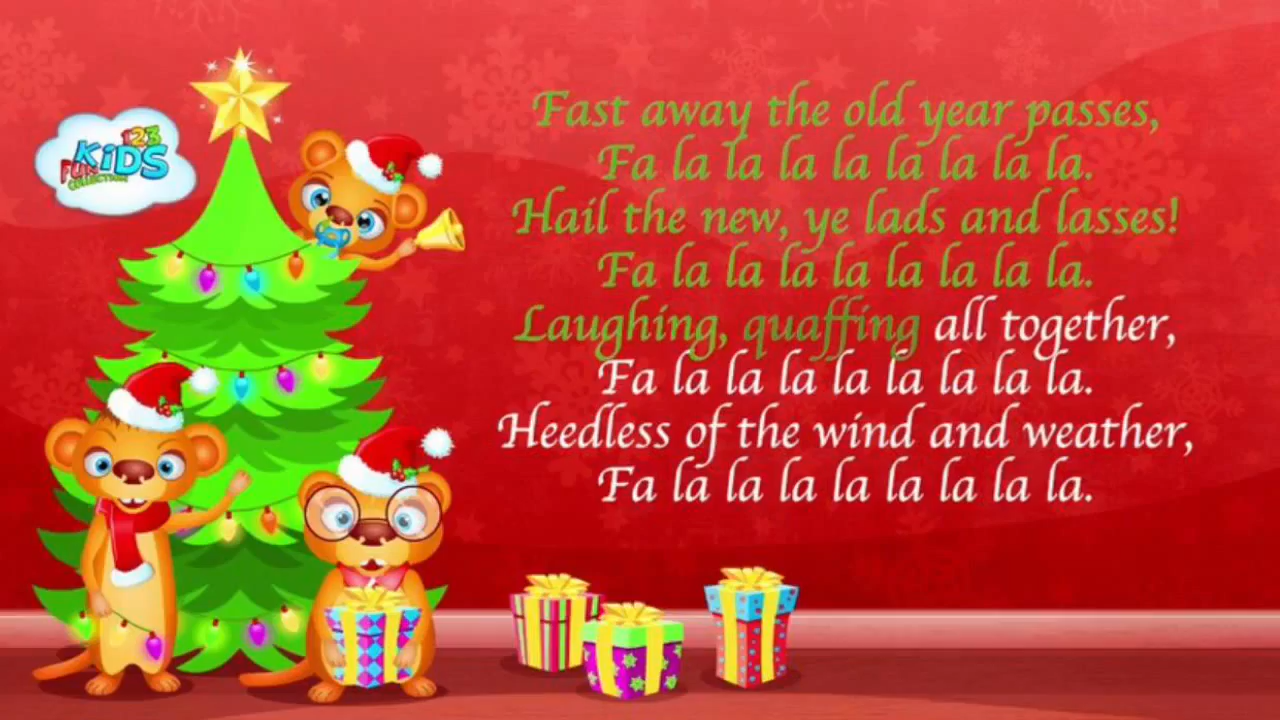 123
KiDS
FUN
COLLECTION
Fast away the old year passes,
Fa la la la la la la la la.
Hail the new, ye lads and lasses!
Fa la la la la la la la la.
Laughing, quaffing all together,
Fa la la la la la la la la.
Heedless of the wind and weather,
Fa la la la la la la la la.